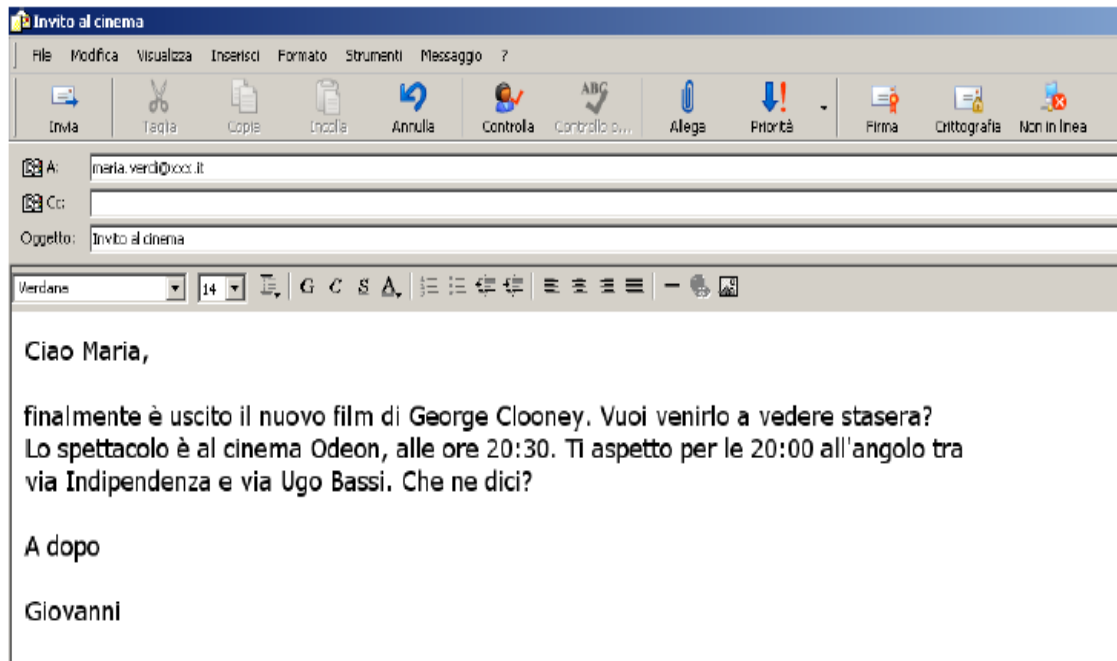 Invito al cinema
File Modifica Visualizza Inserisci Formato Strumenti Messaggio ?
ABC
Invia Taglia Copia Incolla Annulla Controlla Controllo o... Allega Priorità Firma Crittografia Non in linea
A: maria.verdi@xxx.it
Cc:
Oggetto: Invito al cinema
Verdana 14 G C S A
Ciao Maria,
finalmente è uscito il nuovo film di George Clooney. Vuoi venirlo a vedere stasera?
Lo spettacolo è al cinema Odeon, alle ore 20:30. Ti aspetto per le 20:00 all'angolo tra
via Indipendenza e via Ugo Bassi. Che ne dici?
A dopo
Giovanni